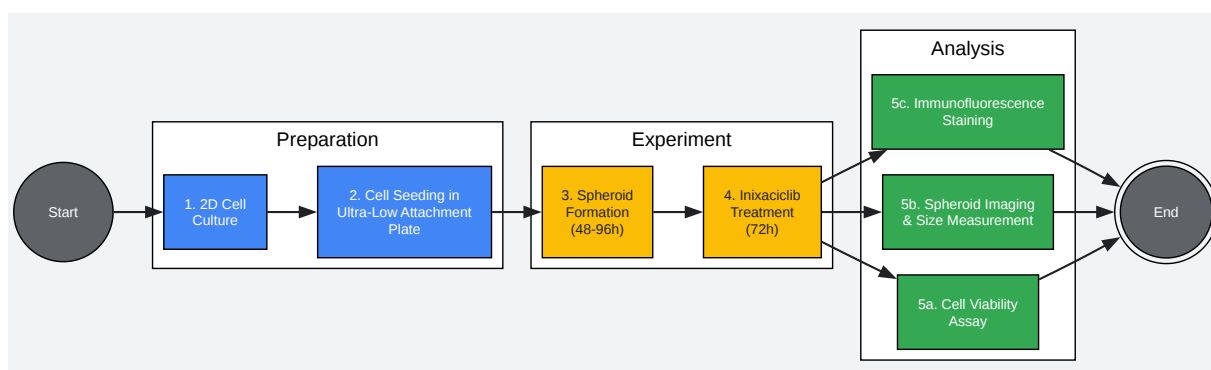 Start
Preparation
1. 2D Cell
Culture
2. Cell Seeding in
Ultra-Low Attachment
Plate
Experiment
3. Spheroid
Formation
(48-96h)
4. Inixaciclib
Treatment
(72h)
Analysis
5c. Immunofluorescence
Staining
5b. Spheroid Imaging
& Size Measurement
5a. Cell Viability
Assay
End